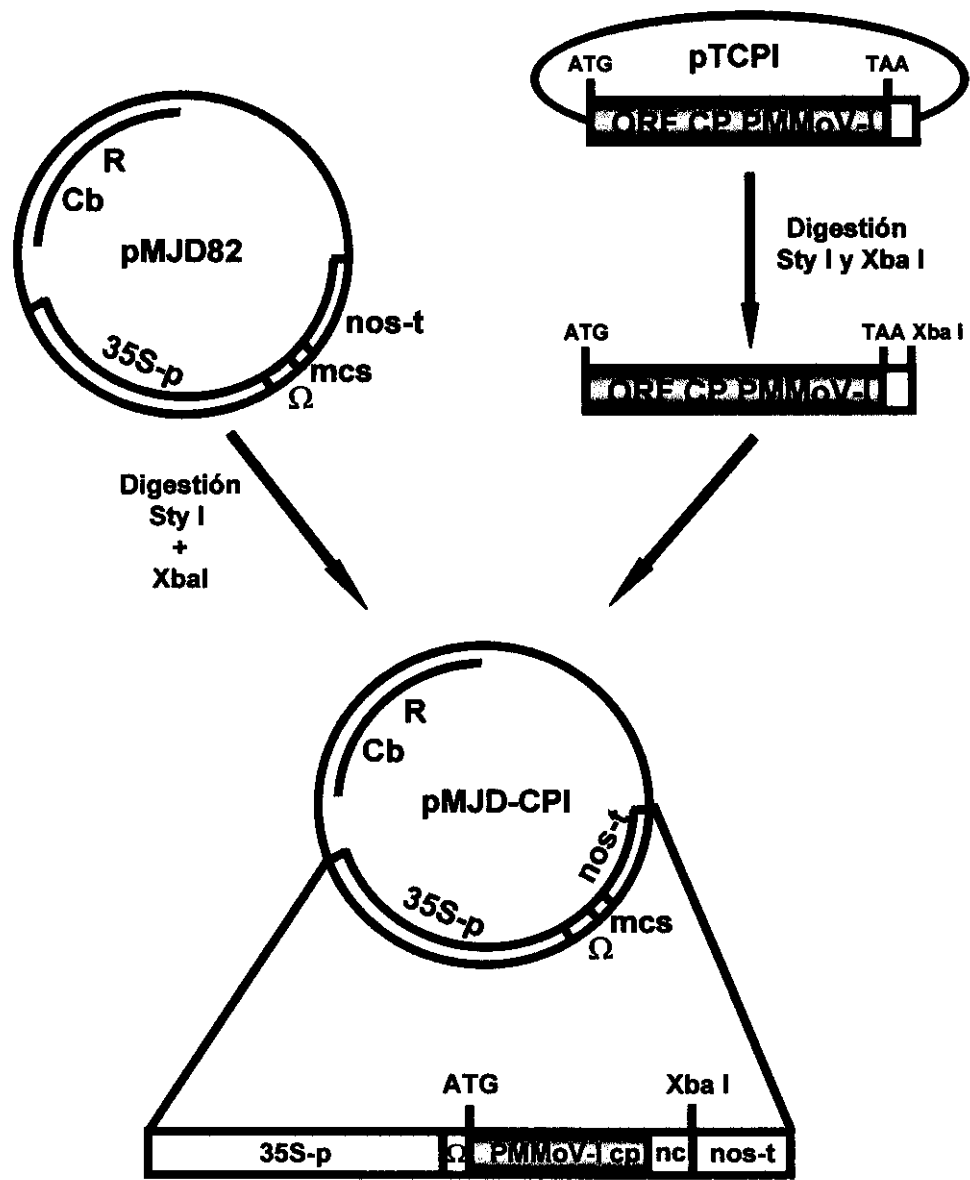 pTCPI
ATG
TAA
ORF CP PMMoV-I
R
Cb
pMJD82
nos-t
mcs
Ω
35S-p
Digestión
Sty I y Xba I
ATG
TAA Xba I
ORF CP PMMoV-I
Digestión
Sty I
+
XbaI
R
Cb
pMJD-CPI
nos-t
mcs
Ω
35S-p
ATG
Xba I
35S-p Ω PMMoV-I cp nc nos-t